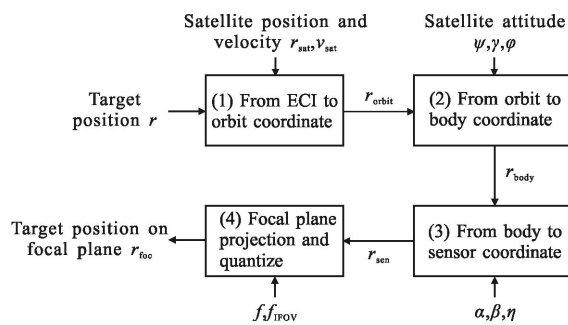 Satellite position and
velocity r_sat,v_sat
Satellite attitude
ψ,γ,φ
Target
position r
(1) From ECI to
orbit coordinate
r_orbit
(2) From orbit to
body coordinate
r_body
Target position on
focal plane r_foc
(4) Focal plane
projection and
quantize
r_sen
(3) From body to
sensor coordinate
f,f_IFOV
α,β,η